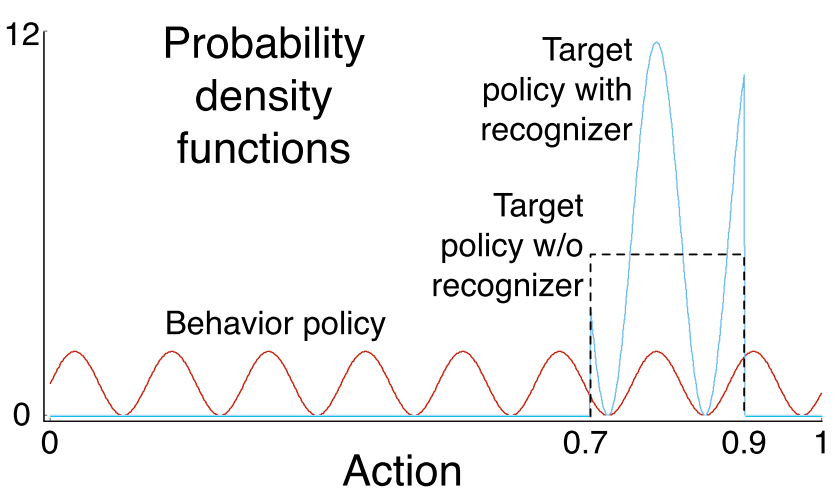 12
Probability
density
functions
Target
policy with
recognizer
Target
policy w/o
recognizer
Behavior policy
0
0
0.7
0.9
1
Action